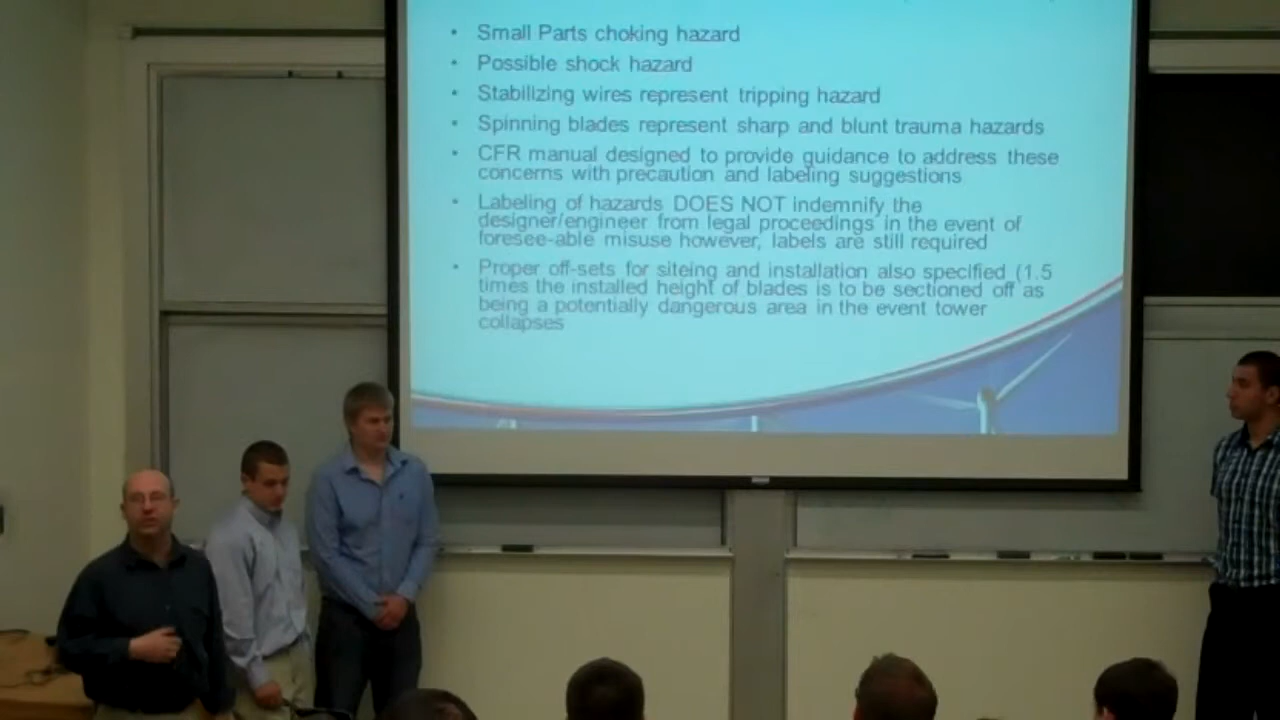 • Small Parts choking hazard
• Possible shock hazard
• Stabilizing wires represent tripping hazard
• Spinning blades represent sharp and blunt trauma hazards
• CFR manual designed to provide guidance to address these
concerns with precaution and labeling suggestions
• Labeling of hazards DOES NOT indemnify the
designer/engineer from legal proceedings in the event of
foresee-able misuse however, labels are still required
• Proper off-sets for siteing and installation also specified (1.5
times the installed height of blades is to be sectioned off as
being a potentially dangerous area in the event tower
collapses